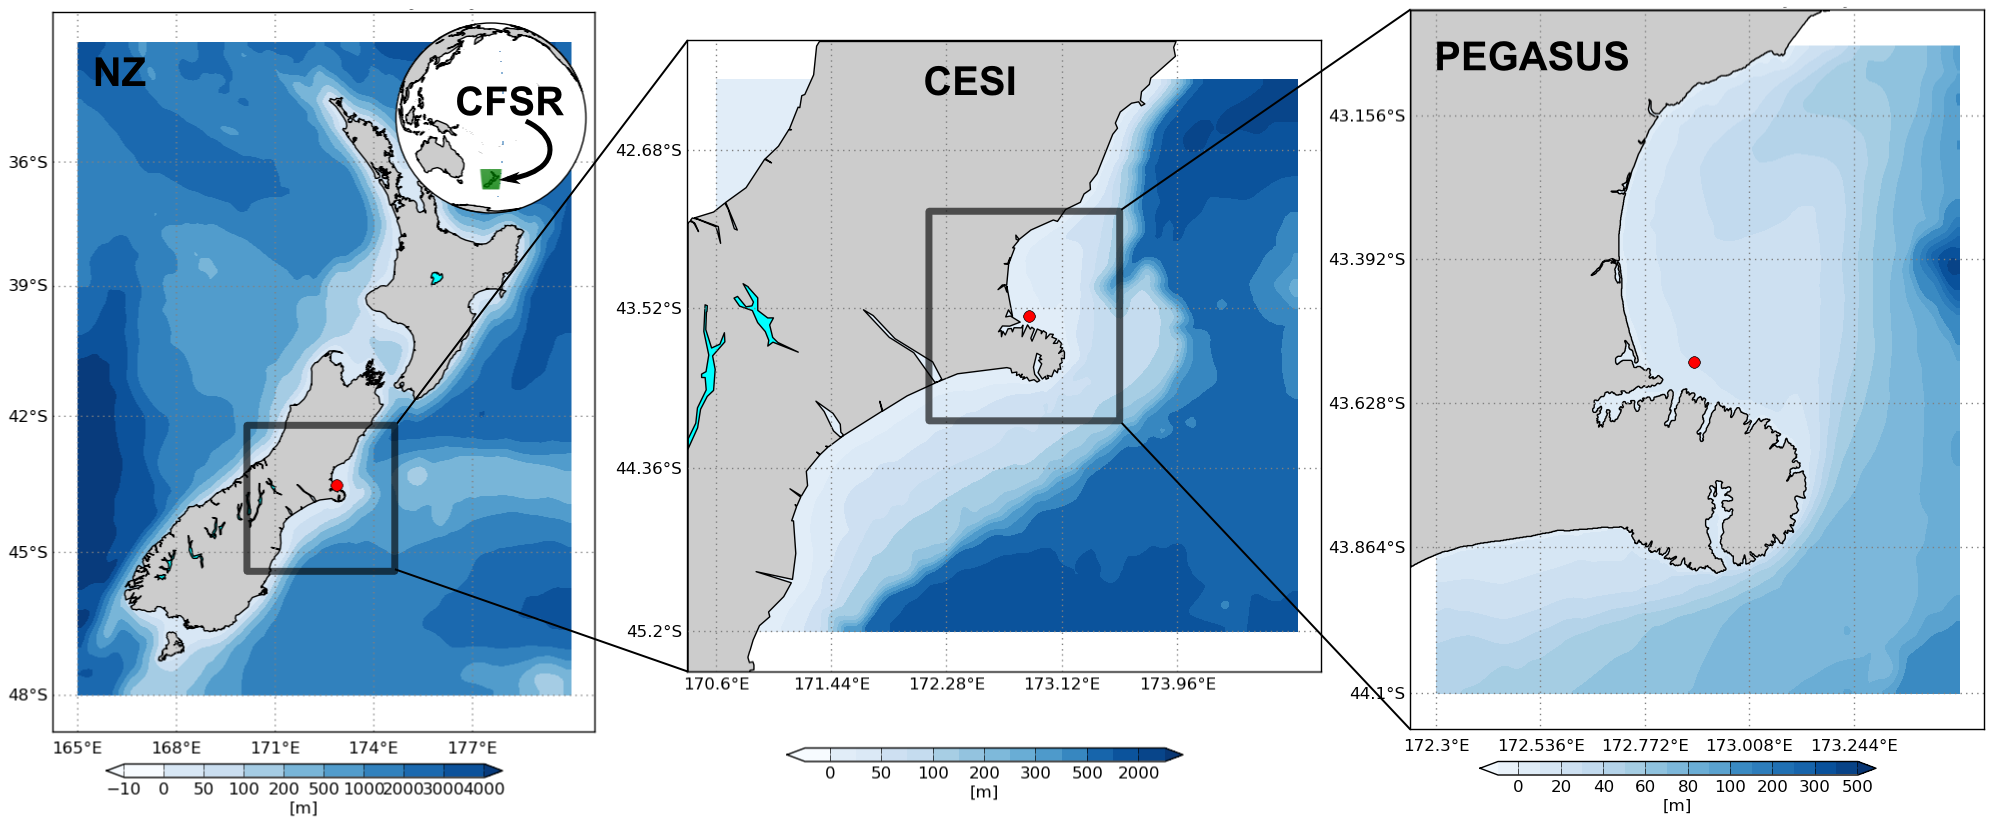 NZ
CFSR
36°S
39°S
42°S
45°S
48°S
165°E 168°E 171°E 174°E 177°E
−10 0 50 100 200 500 1000 2000 3000 4000
[m]
CESI
42.68°S
43.52°S
44.36°S
45.2°S
170.6°E 171.44°E 172.28°E 173.12°E 173.96°E
0 50 100 200 300 500 2000
[m]
PEGASUS
43.156°S
43.392°S
43.628°S
43.864°S
44.1°S
172.3°E 172.536°E 172.772°E 173.008°E 173.244°E
0 20 40 60 80 100 200 300 500
[m]